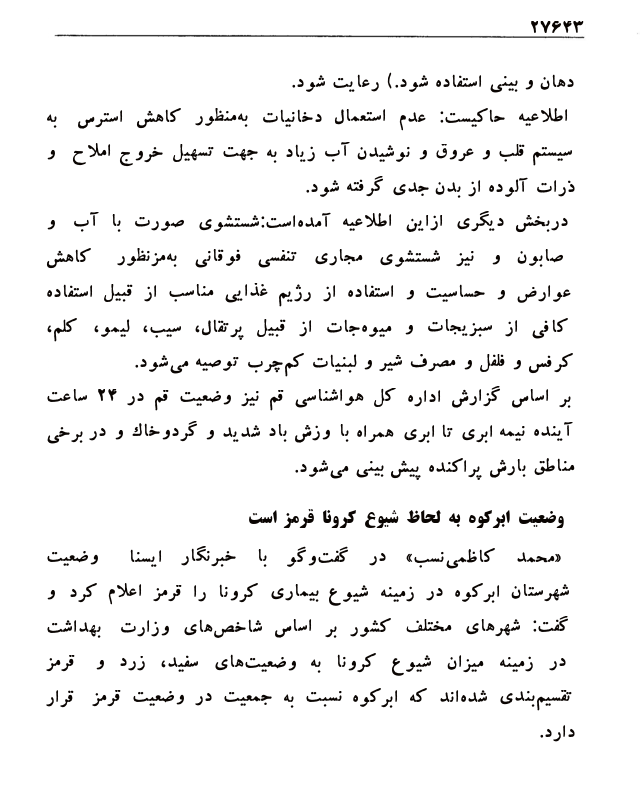 ۲۷۶۴۳
دهان و بینی استفاده شود.) رعایت شود.
اطلاعیه حاکیست: عدم استعمال دخانیات به‌منظور کاهش استرس به
سیستم قلب و عروق و نوشیدن آب زیاد به جهت تسهیل خروج املاح و
ذرات آلوده از بدن جدی گرفته شود.
دربخش دیگری ازاین اطلاعیه آمده‌است:شستشوی صورت با آب و
صابون و نیز شستشوی مجاری تنفسی فوقانی به‌مزنظور کاهش
عوارض و حساسیت و استفاده از رژیم غذایی مناسب از قبیل استفاده
کافی از سبزیجات و میوه‌جات از قبیل پرتقال، سیب، لیمو، کلم،
کرفس و فلفل و مصرف شیر و لبنیات کم‌چرب توصیه می‌شود.
بر اساس گزارش اداره کل هواشناسی قم نیز وضعیت قم در ۲۴ ساعت
آینده نیمه ابری تا ابری همراه با وزش باد شدید و گردوخاك و در برخی
مناطق بارش پراکنده پیش بینی می‌شود.
وضعیت ابرکوه به لحاظ شیوع کرونا قرمز است
«محمد کاظمی‌نسب» در گفت‌وگو با خبرنگار ایسنا وضعیت
شهرستان ابرکوه در زمینه شیوع بیماری کرونا را قرمز اعلام کرد و
گفت: شهرهای مختلف کشور بر اساس شاخص‌های وزارت بهداشت
در زمینه میزان شیوع کرونا به وضعیت‌های سفید، زرد و قرمز
تقسیم‌بندی شده‌اند که ابرکوه نسبت به جمعیت در وضعیت قرمز قرار
دارد.